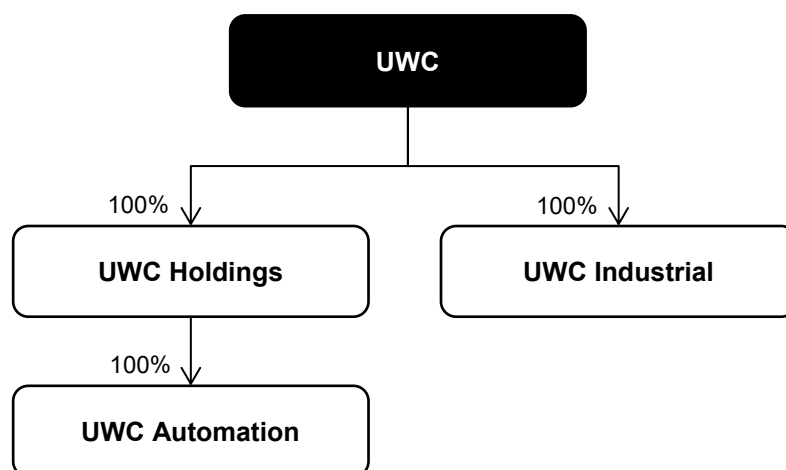 UWC
100%
100%
UWC Holdings
UWC Industrial
100%
UWC Automation